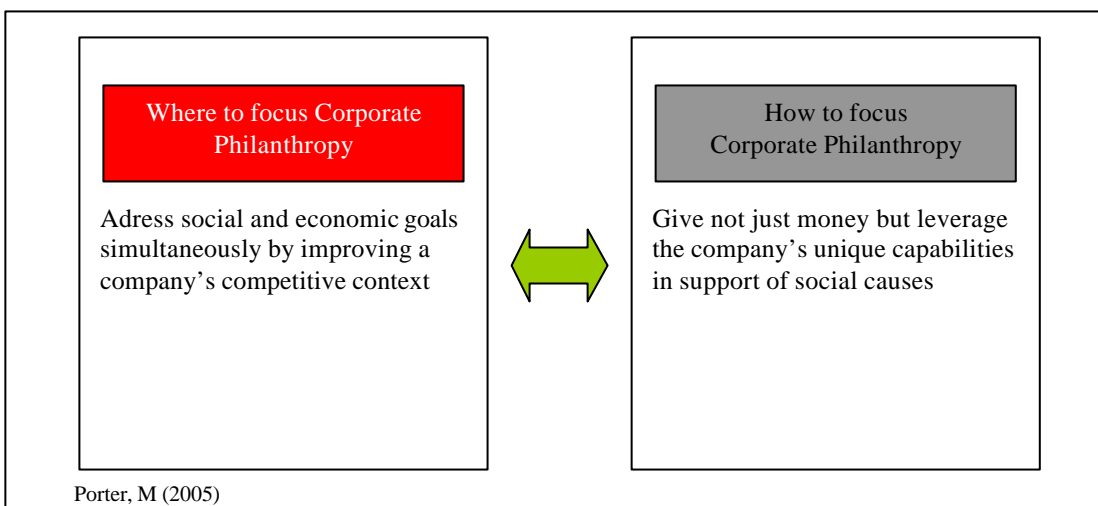 Where to focus Corporate
Philanthropy
Adress social and economic goals
simultaneously by improving a
company’s competitive context
How to focus
Corporate Philanthropy
Give not just money but leverage
the company’s unique capabilities
in support of social causes
Porter, M (2005)